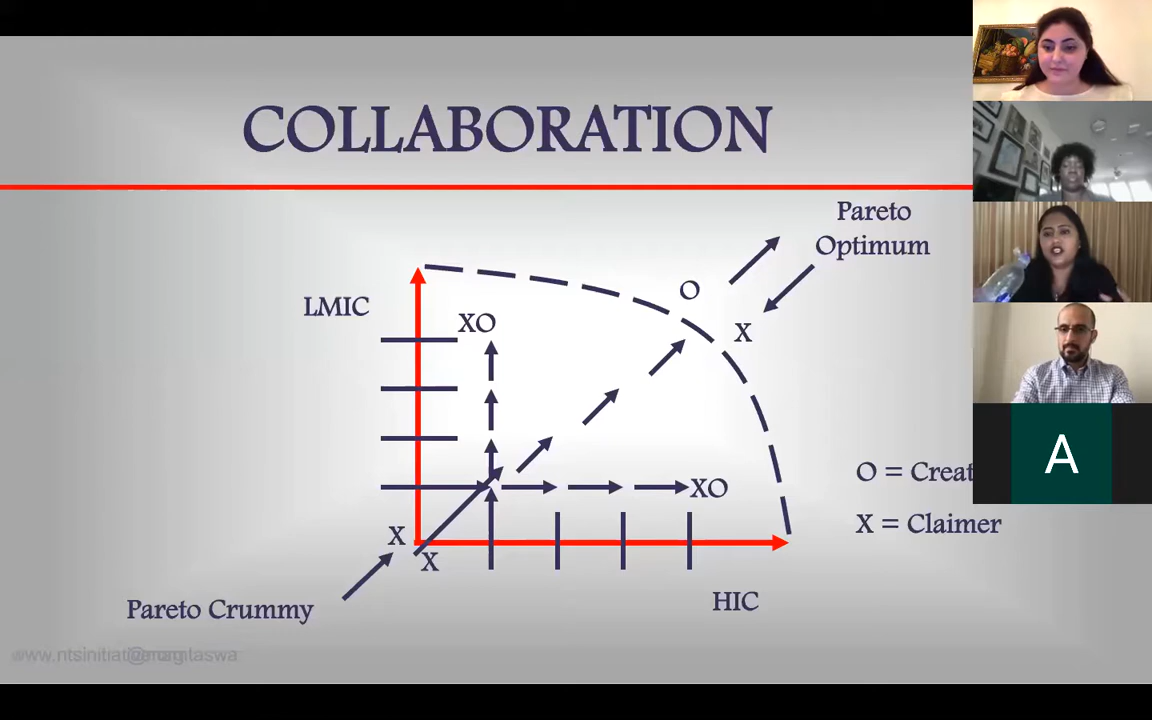 COLLABORATION
Pareto
Optimum
O
LMIC
XO
X
XO
O = Creat
X = Claimer
X
X
HIC
Pareto Crummy
A